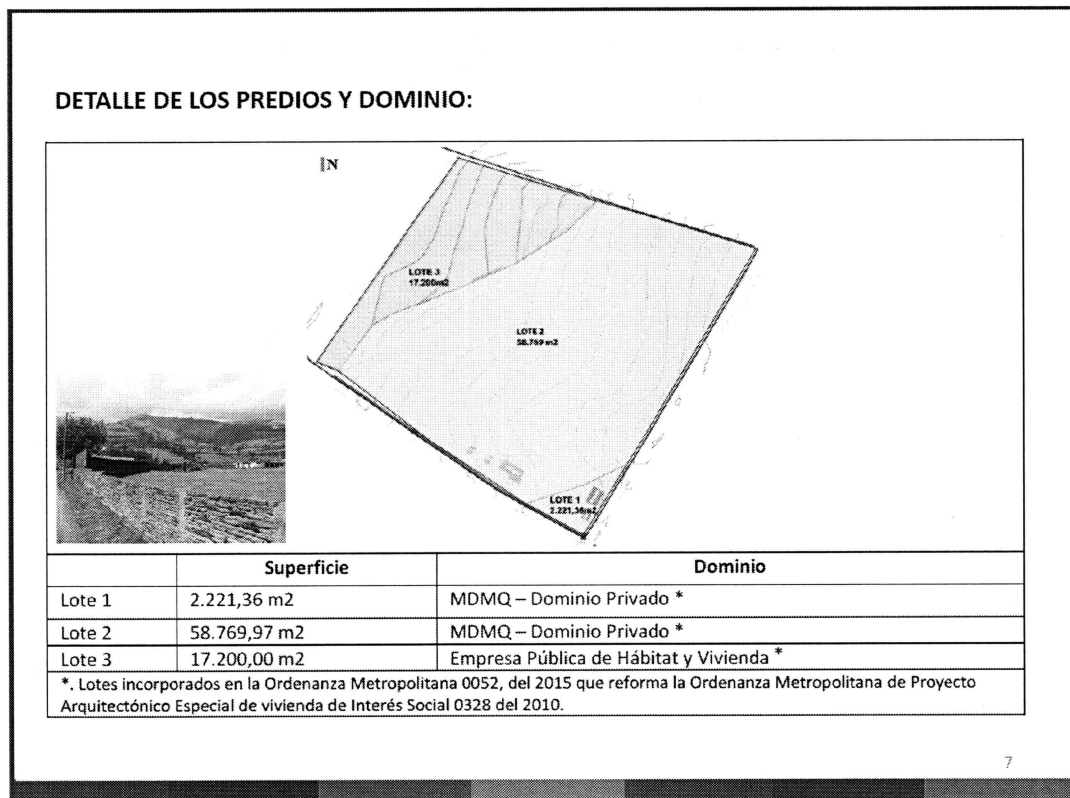 DETALLE DE LOS PREDIOS Y DOMINIO:
N
LOTE 3
17.200m2
LOTE 2
58.769 m2
LOTE 1
2.221,36m2
Superficie Dominio
Lote 1 2.221,36 m2 MDMQ – Dominio Privado *
Lote 2 58.769,97 m2 MDMQ – Dominio Privado *
Lote 3 17.200,00 m2 Empresa Pública de Hábitat y Vivienda *
*. Lotes incorporados en la Ordenanza Metropolitana 0052, del 2015 que reforma la Ordenanza Metropolitana de Proyecto
Arquitectónico Especial de vivienda de Interés Social 0328 del 2010.
7